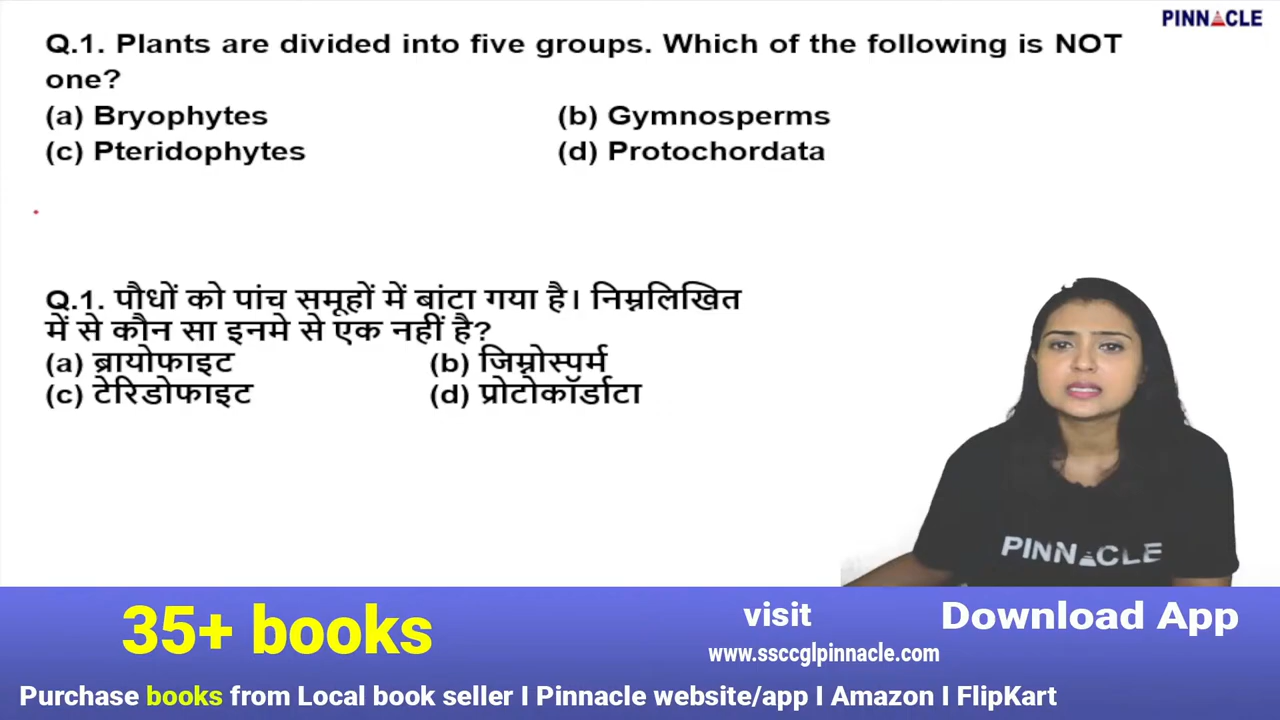 PINNACLE
Q.1. Plants are divided into five groups. Which of the following is NOT
one?
(a) Bryophytes (b) Gymnosperms
(c) Pteridophytes (d) Protochordata
Q.1. पौधों को पांच समूहों में बांटा गया है। निम्नलिखित
में से कौन सा इनमे से एक नहीं है?
(a) ब्रायोफाइट (b) जिम्नोस्पर्म
(c) टेरिडोफाइट (d) प्रोटोकॉर्डाटा
PINNACLE
35+ books
visit Download App
www.ssccglpinnacle.com
Purchase books from Local book seller I Pinnacle website/app I Amazon I FlipKart